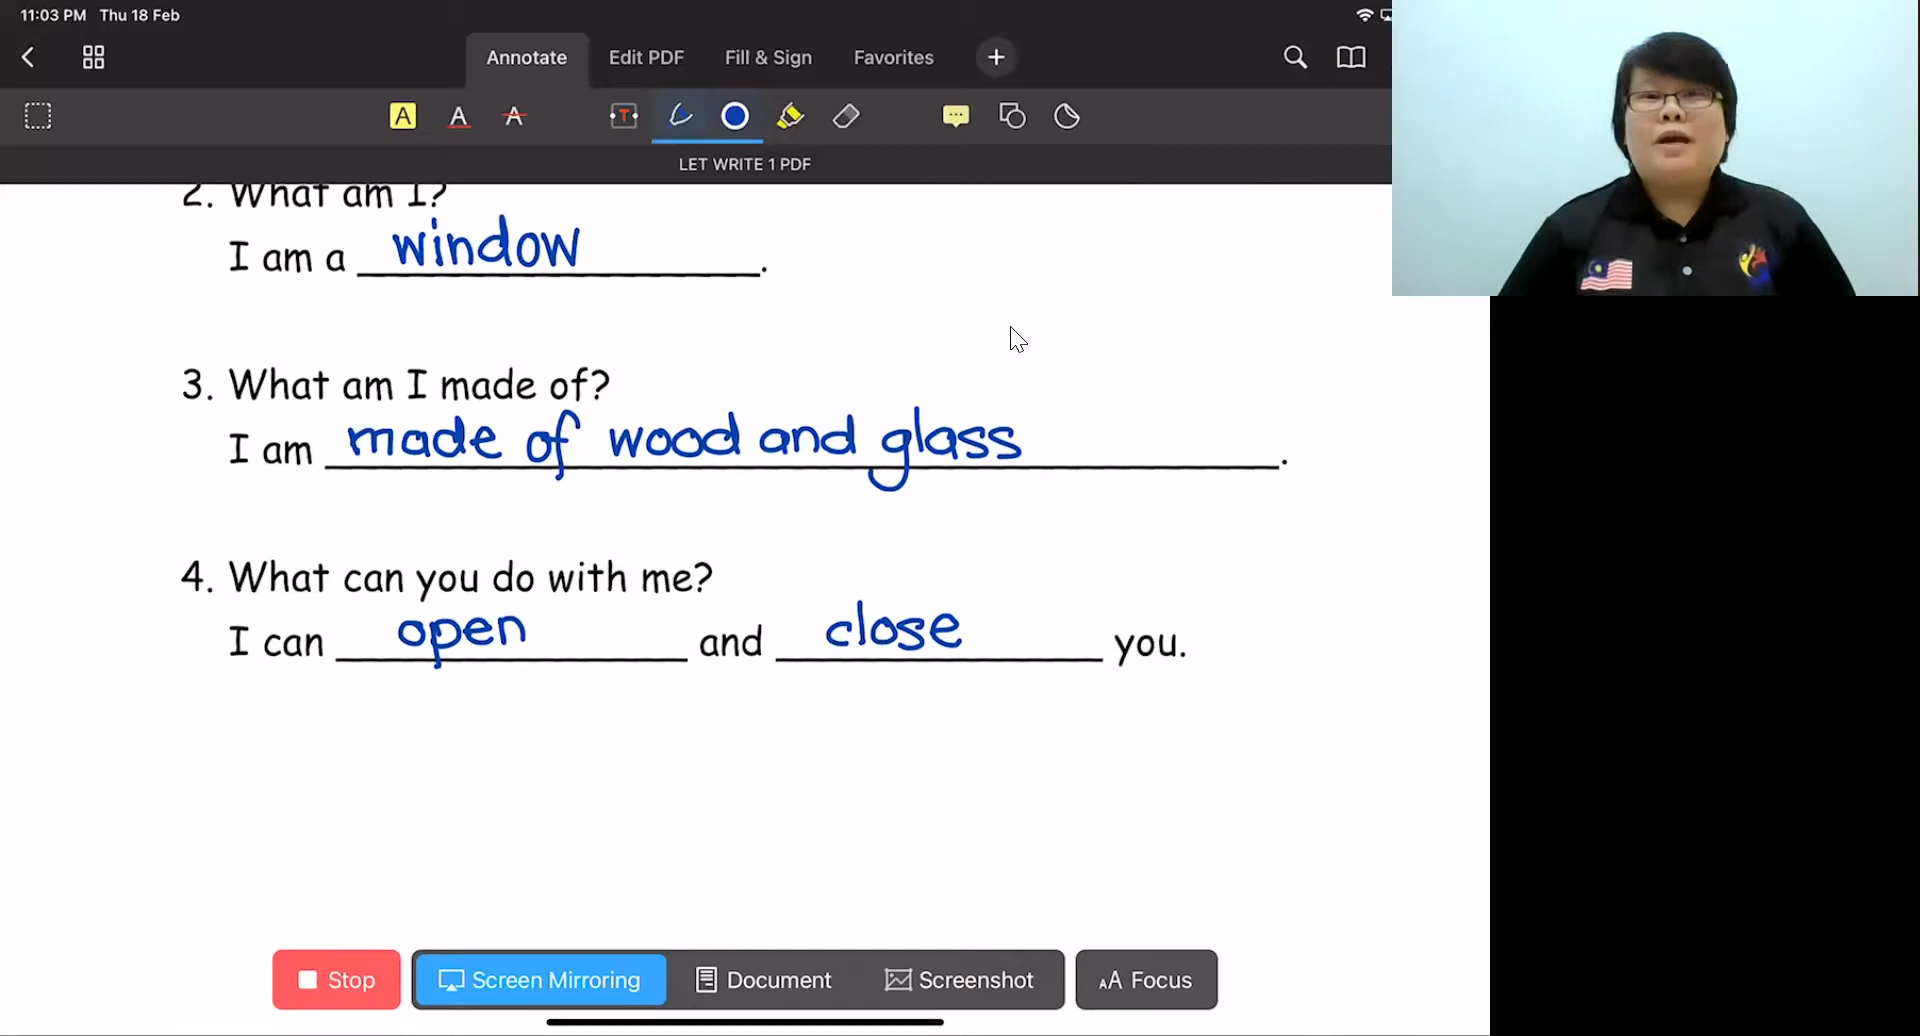 11:03 PM Thu 18 Feb
Annotate Edit PDF Fill & Sign Favorites
A A A T
LET WRITE 1 PDF
2. What am I?
I am a window.
3. What am I made of?
I am made of wood and glass.
4. What can you do with me?
I can open and close you.
Stop Screen Mirroring Document Screenshot AA Focus